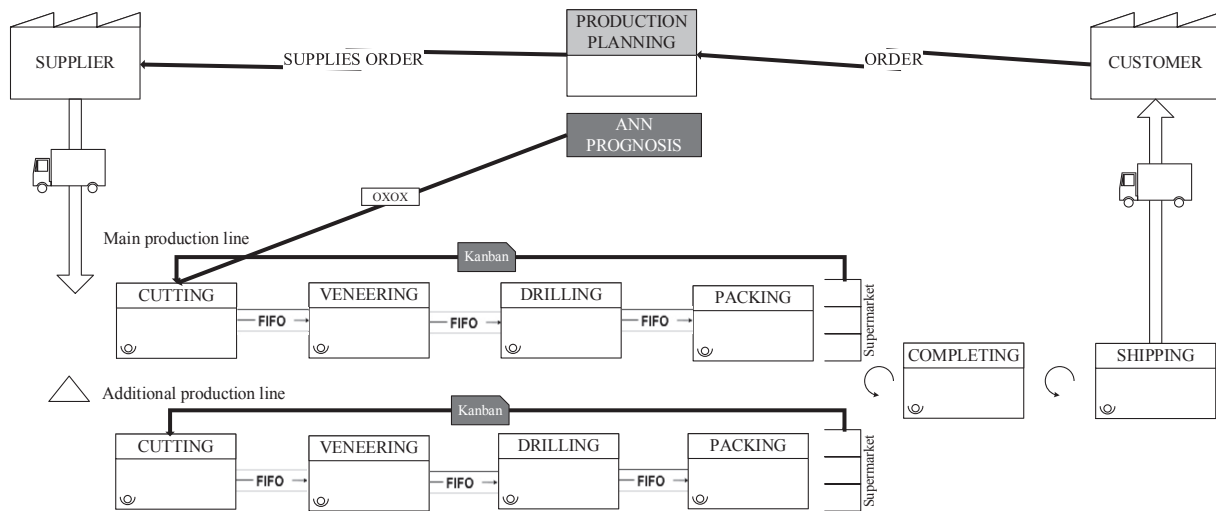 PRODUCTION
PLANNING
SUPPLIER
SUPPLIES ORDER
ORDER
CUSTOMER
ANN
PROGNOSIS
OXOX
Main production line
Kanban
CUTTING
VENEERING
DRILLING
PACKING
FIFO
FIFO
FIFO
Supermarket
COMPLETING
SHIPPING
Additional production line
Kanban
CUTTING
VENEERING
DRILLING
PACKING
FIFO
FIFO
FIFO
Supermarket